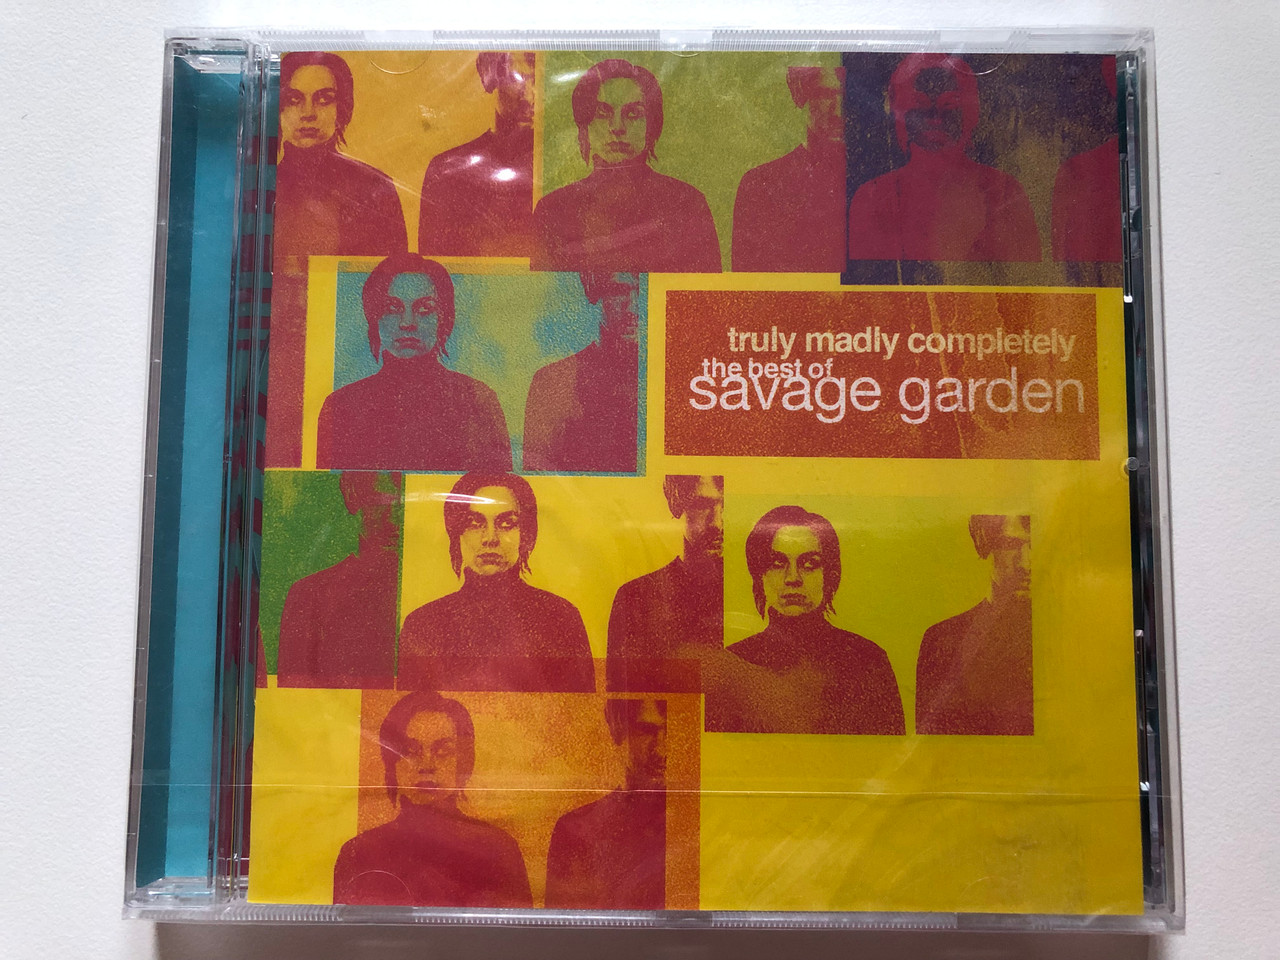 truly madly completely
the best of
savage garden